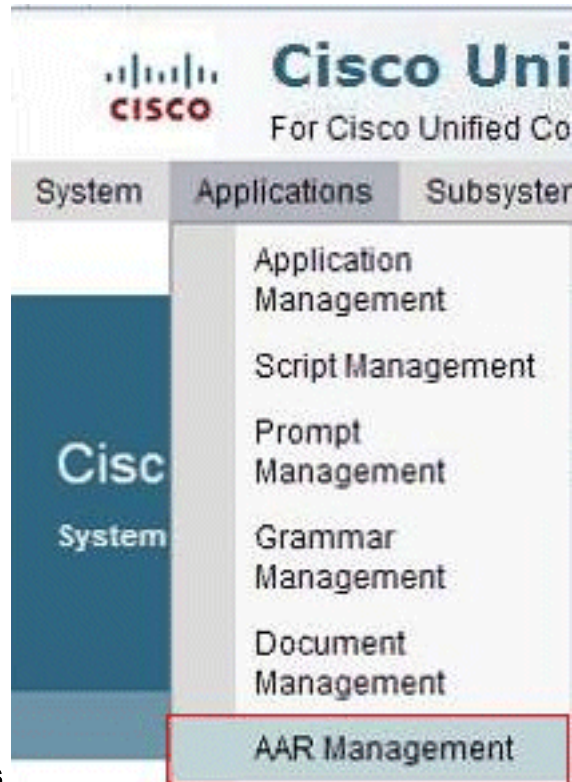 CISCO
Cisco Uni
For Cisco Unified Co
System Applications Subsyster
Application
Management
Script Management
Prompt
Management
Cisc
Grammar
System
Management
Document
Management
AAR Management
s